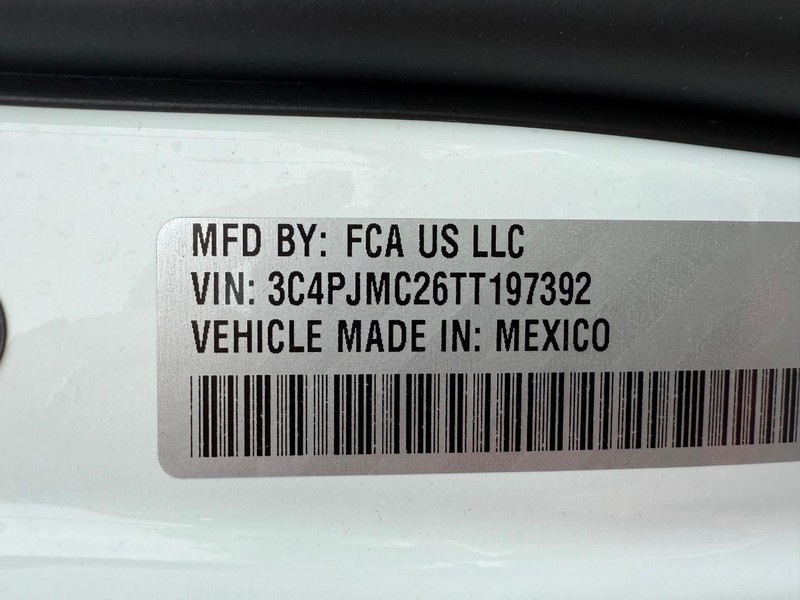 MFD BY: FCA US LLC
VIN: 3C4PJMC26TT197392
VEHICLE MADE IN: MEXICO